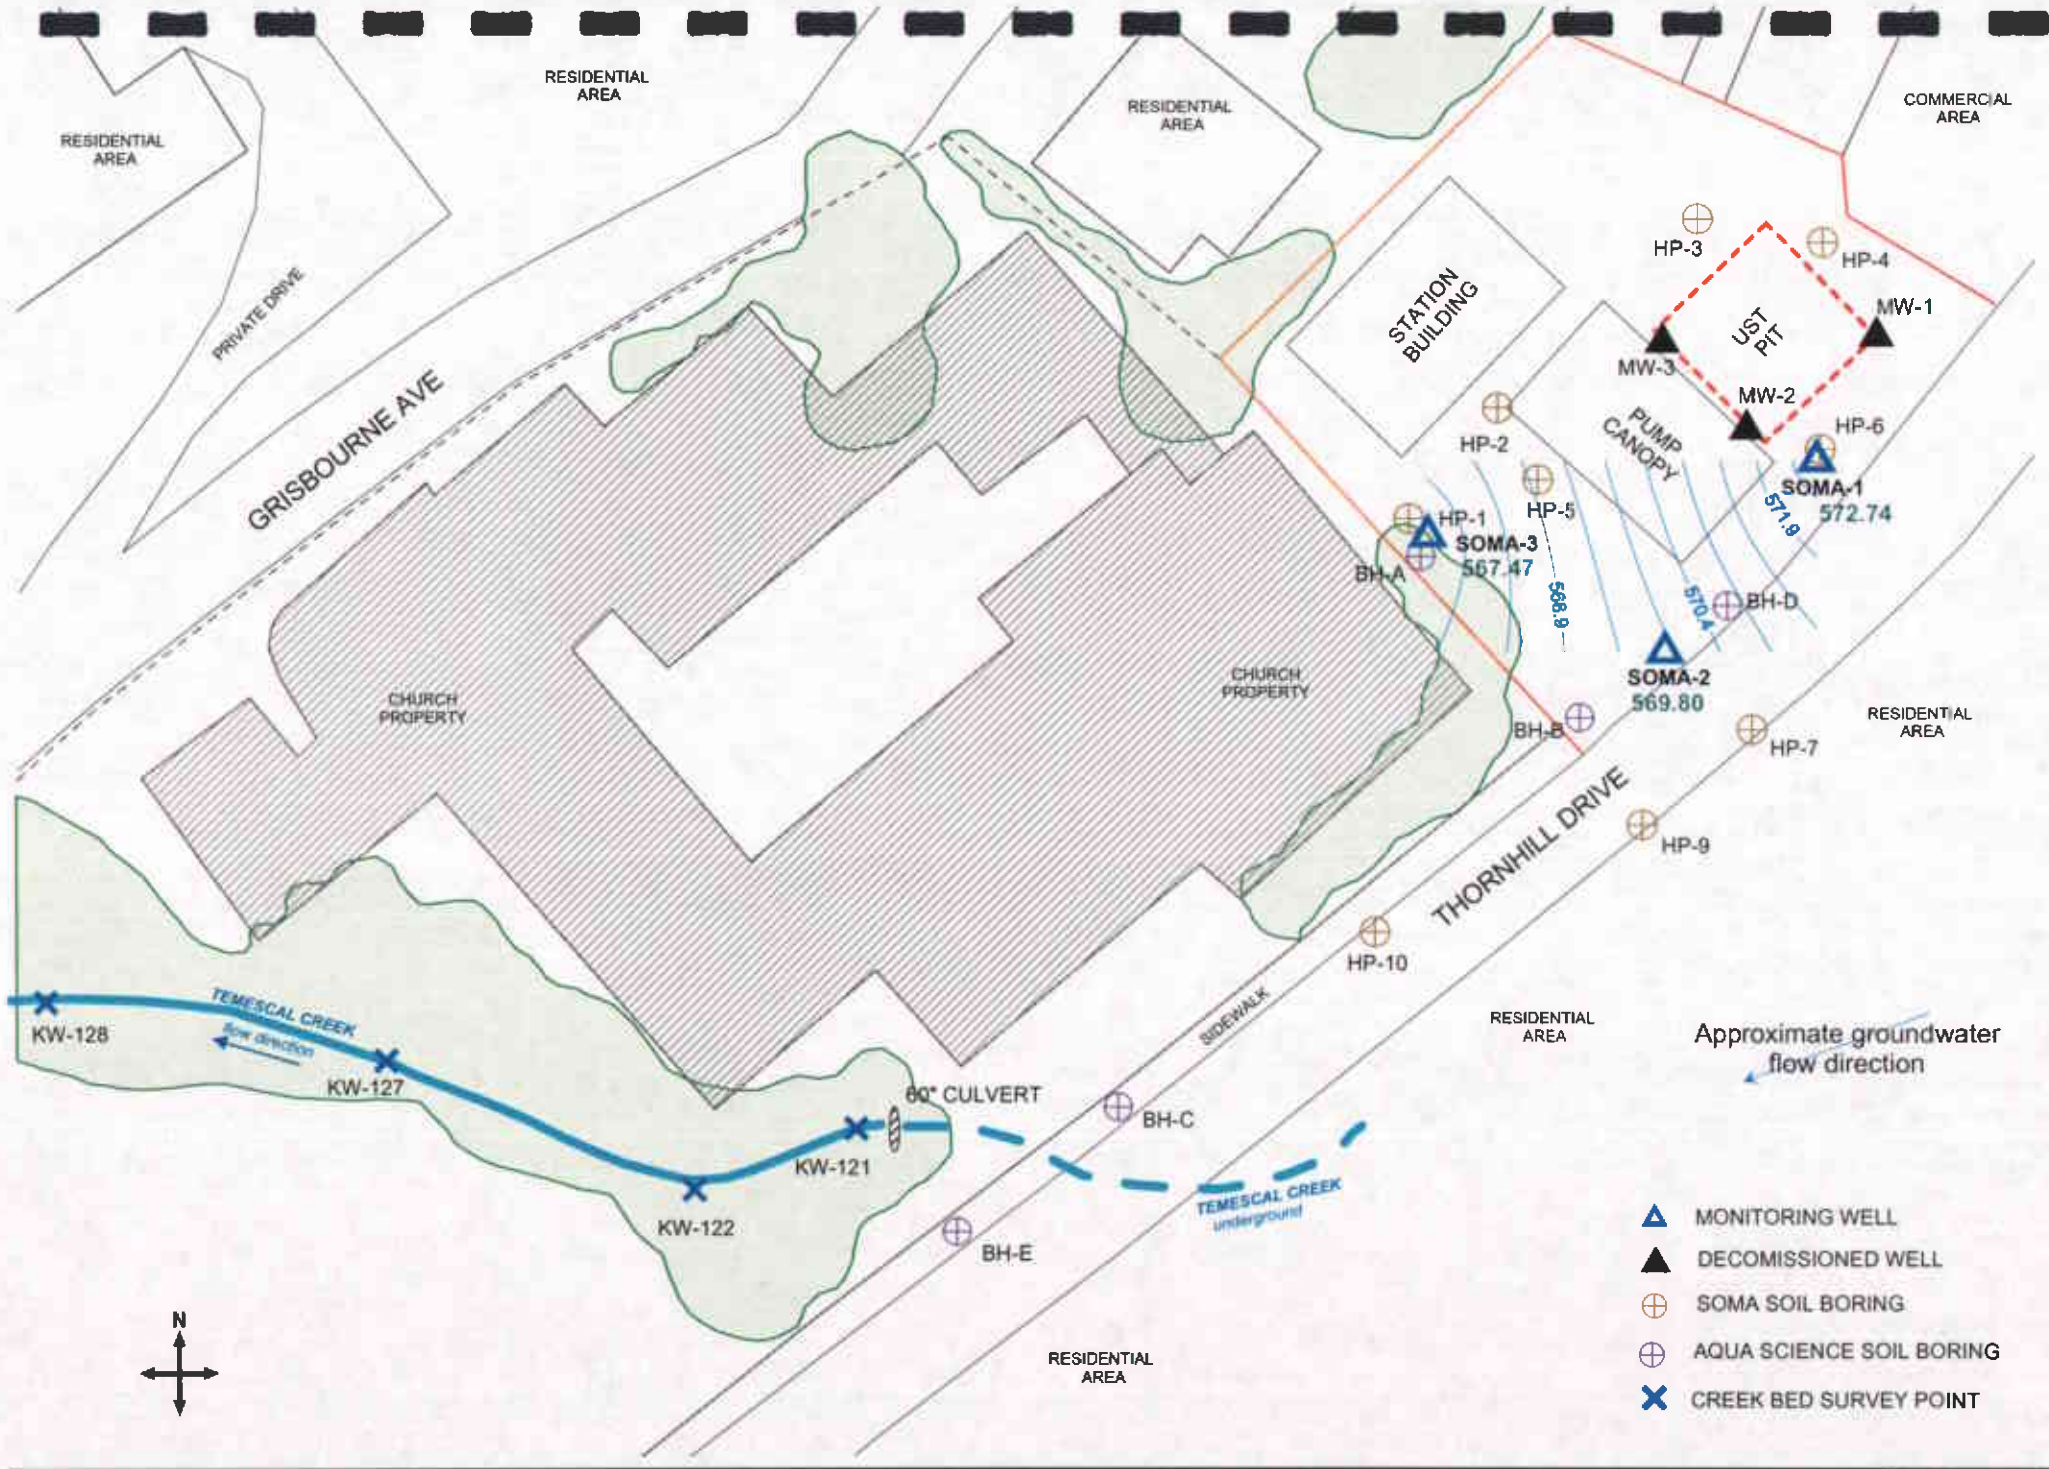 RESIDENTIAL
AREA
RESIDENTIAL
AREA
RESIDENTIAL
AREA
COMMERCIAL
AREA
HP-3
HP-4
MW-1
STATION
BUILDING
UST
PIT
PRIVATE DRIVE
MW-3
MW-2
GRISBOURNE AVE
PUMP
CANOPY
HP-2
HP-6
SOMA-1
572.74
571.9
HP-5
HP-1
SOMA-3
567.47
BH-A
568.9
570.4
BH-D
SOMA-2
569.80
CHURCH
PROPERTY
CHURCH
PROPERTY
BH-B
RESIDENTIAL
AREA
HP-7
THORNHILL DRIVE
HP-9
HP-10
SIDEWALK
TEMESCAL CREEK
flow direction
KW-128
KW-127
RESIDENTIAL
AREA
Approximate groundwater
flow direction
60" CULVERT
BH-C
KW-121
KW-122
TEMESCAL CREEK
underground
BH-E
MONITORING WELL
DECOMISSIONED WELL
SOMA SOIL BORING
AQUA SCIENCE SOIL BORING
CREEK BED SURVEY POINT
N
RESIDENTIAL
AREA